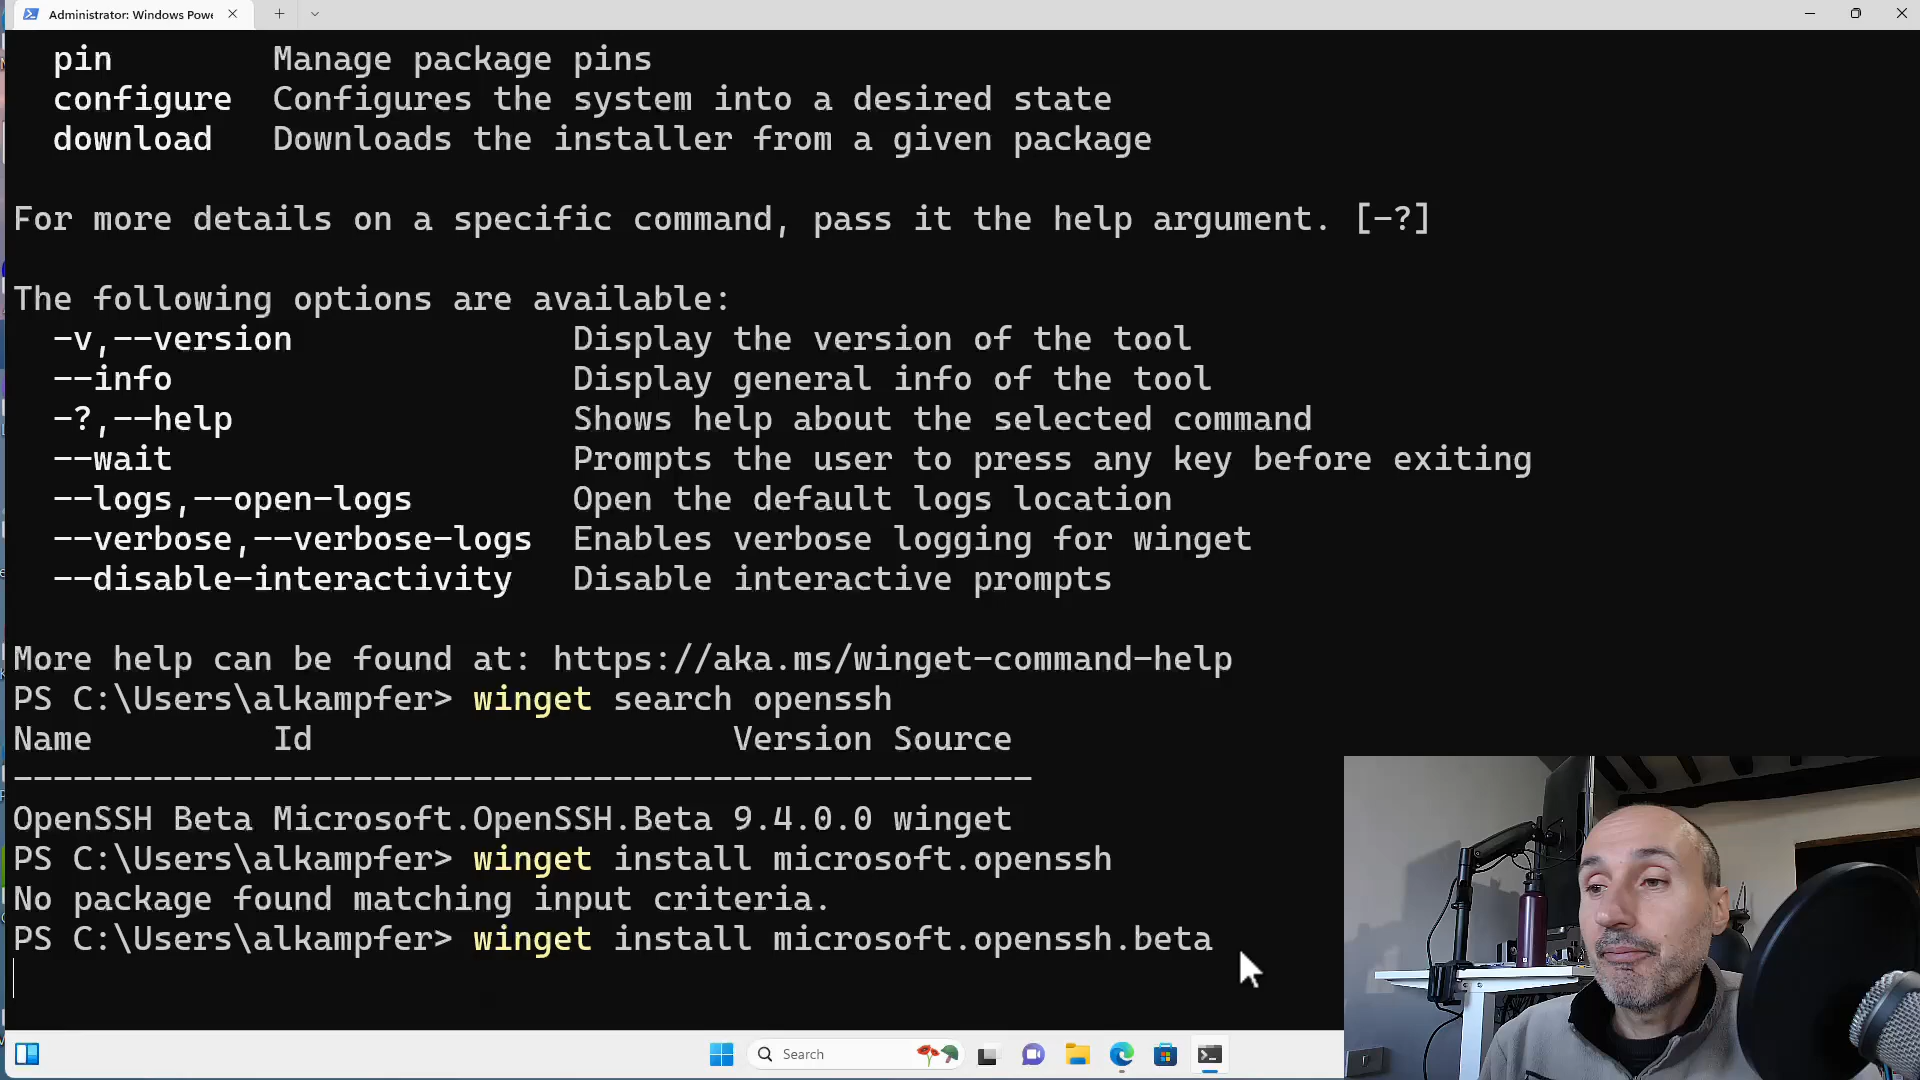 Administrator: Windows Powe
pin Manage package pins
configure Configures the system into a desired state
download Downloads the installer from a given package
For more details on a specific command, pass it the help argument. [-?]
The following options are available:
-v,--version Display the version of the tool
--info Display general info of the tool
-?,--help Shows help about the selected command
--wait Prompts the user to press any key before exiting
--logs,--open-logs Open the default logs location
--verbose,--verbose-logs Enables verbose logging for winget
--disable-interactivity Disable interactive prompts
More help can be found at: https://aka.ms/winget-command-help
PS C:\Users\alkampfer> winget search openssh
Name Id Version Source
---------------------------------------------------
OpenSSH Beta Microsoft.OpenSSH.Beta 9.4.0.0 winget
PS C:\Users\alkampfer> winget install microsoft.openssh
No package found matching input criteria.
PS C:\Users\alkampfer> winget install microsoft.openssh.beta
Search